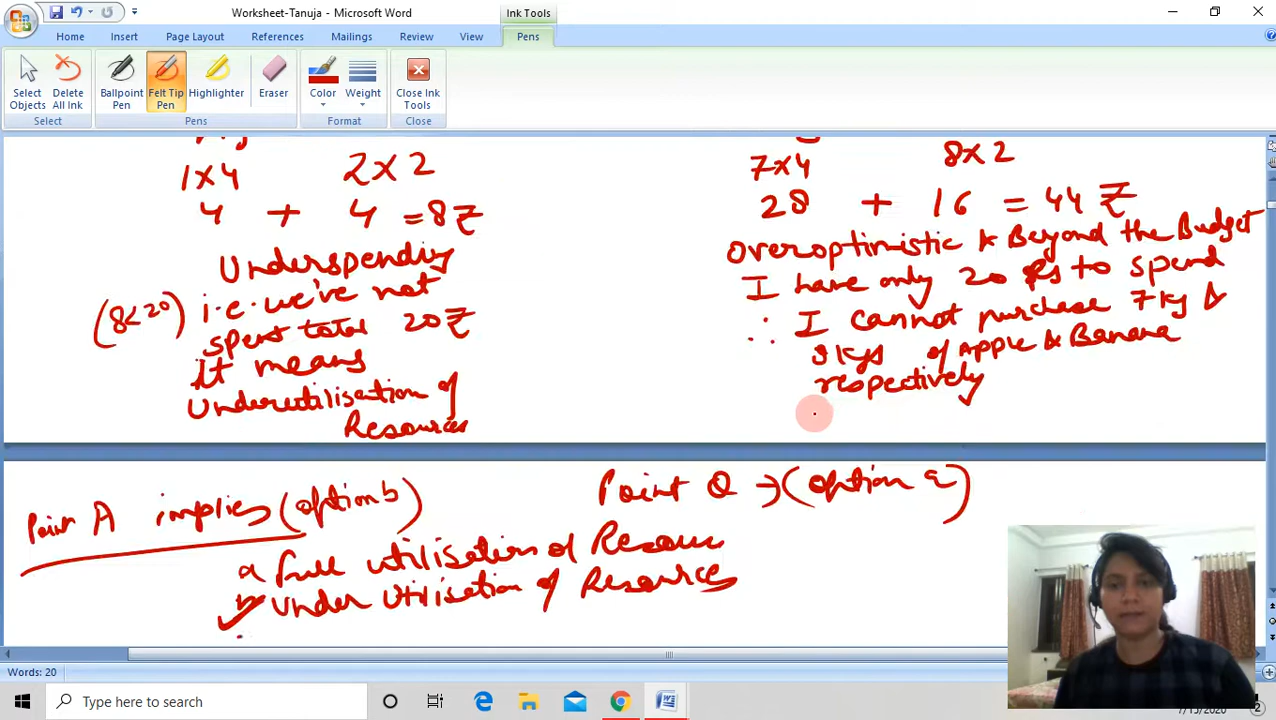 Worksheet-Tanuja - Microsoft Word
Ink Tools
Home
Insert
Page Layout
References
Mailings
Review
View
Pens
Select Objects
Delete All Ink
Ballpoint Pen
Felt Tip Pen
Highlighter
Eraser
Color
Weight
Close Ink Tools
Select
Pens
Format
Close
1x4 2x2
4 + 4 =8₹
Underspending
(8<20) i.e. we've not
spent total 20₹
it means
Underutilisation of
Resources
7x4 8x2
28 + 16 = 44 ₹
Overoptimistic & Beyond the Budget
I have only 20 Rs to spend
∴ I cannot purchase 7kg &
kgs of Apple & Banana
respectively
Point A implies (option b)
Point Q → (option a)
a full utilisation of
b under utilisation of Resources
Words: 20
Type here to search
7/15/2020
2